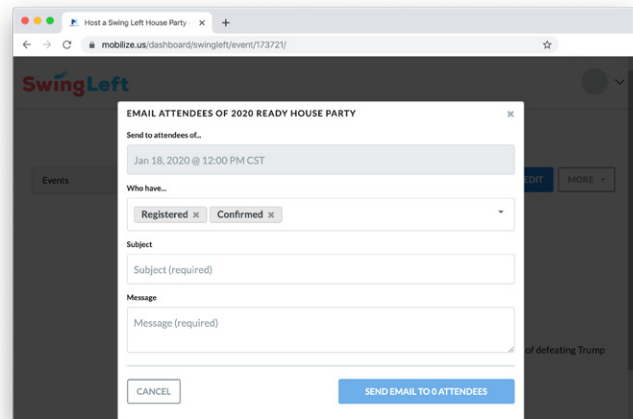 Host a Swing Left House Party
mobilize.us/dashboard/swingleft/event/173721/
SwingLeft
EMAIL ATTENDEES OF 2020 READY HOUSE PARTY
Send to attendees of...
Jan 18, 2020 @ 12:00 PM CST
Events
EDIT
MORE
Who have...
Registered × Confirmed ×
Subject
Subject (required)
Message
Message (required)
of defeating Trump
CANCEL
SEND EMAIL TO 0 ATTENDEES